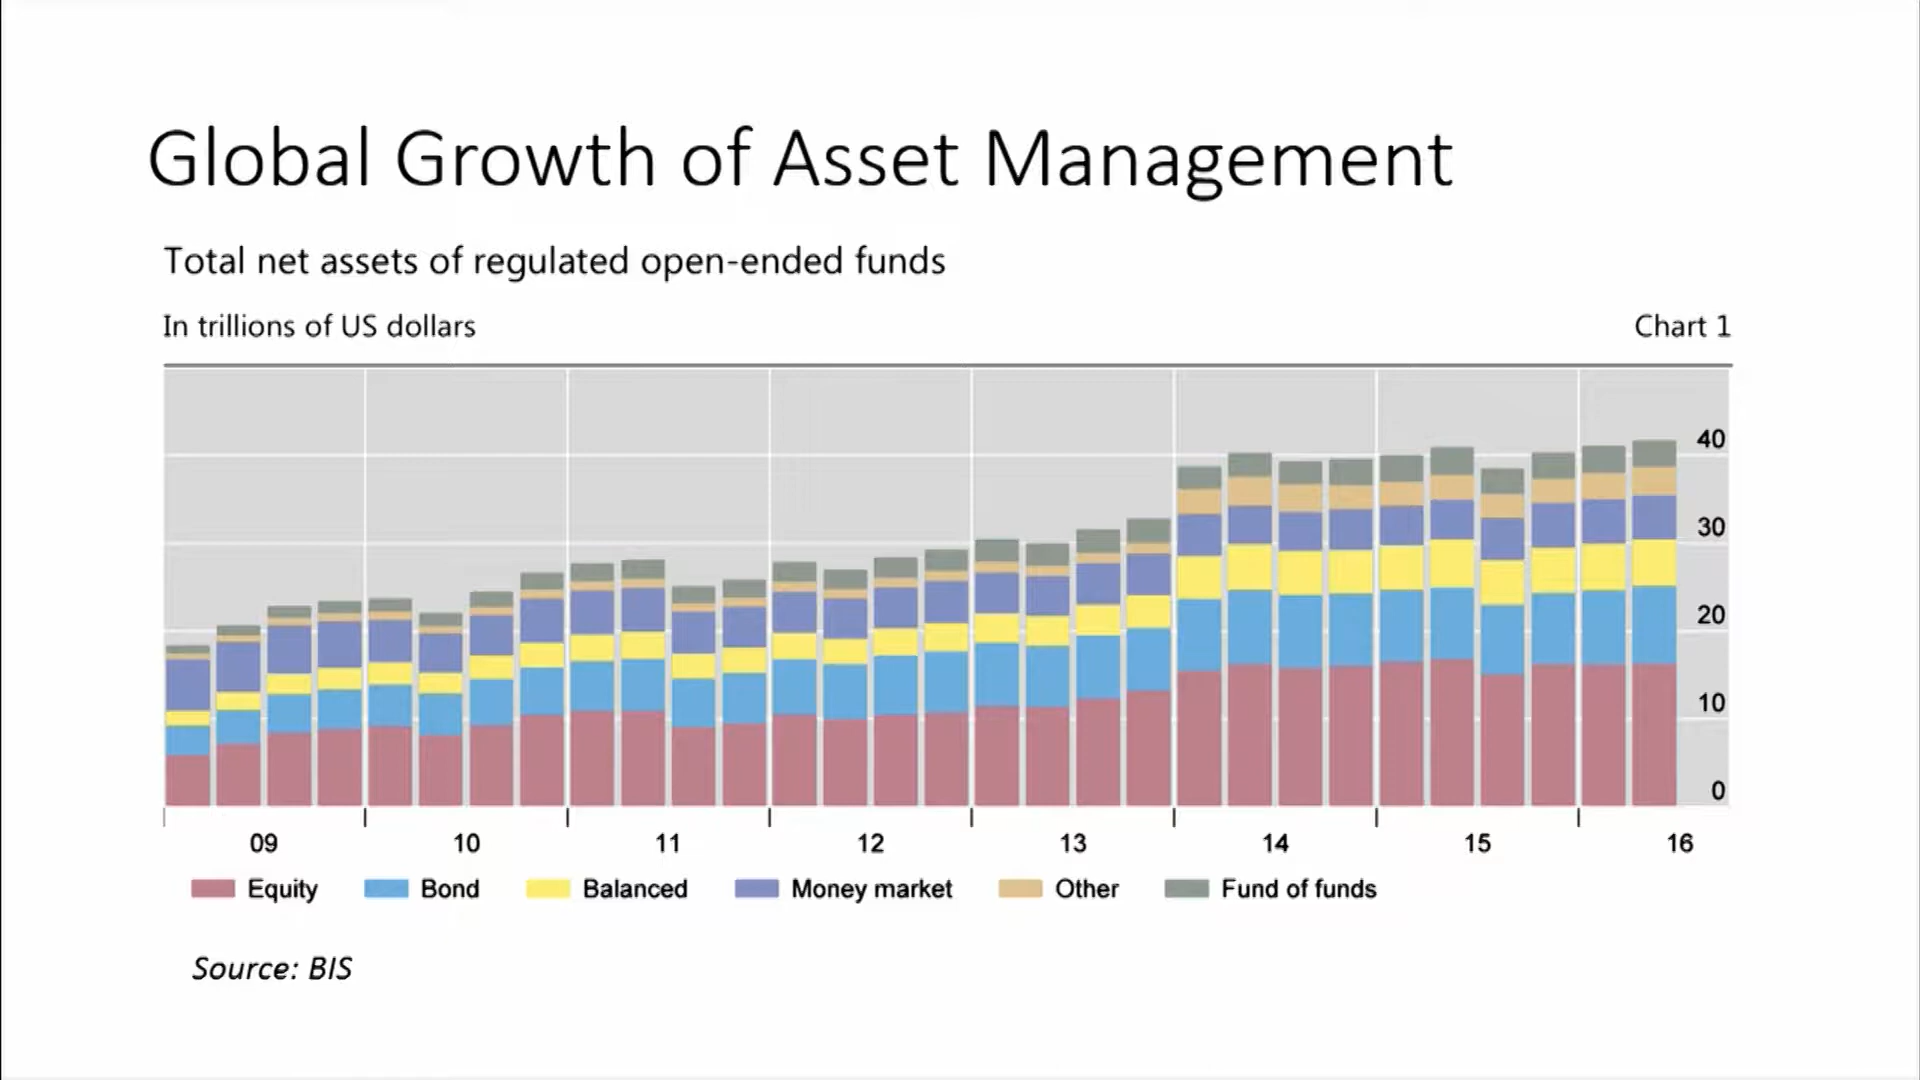 Global Growth of Asset Management
Total net assets of regulated open-ended funds
In trillions of US dollars Chart 1
40
30
20
10
0
09 10 11 12 13 14 15 16
Equity Bond Balanced Money market Other Fund of funds
Source: BIS